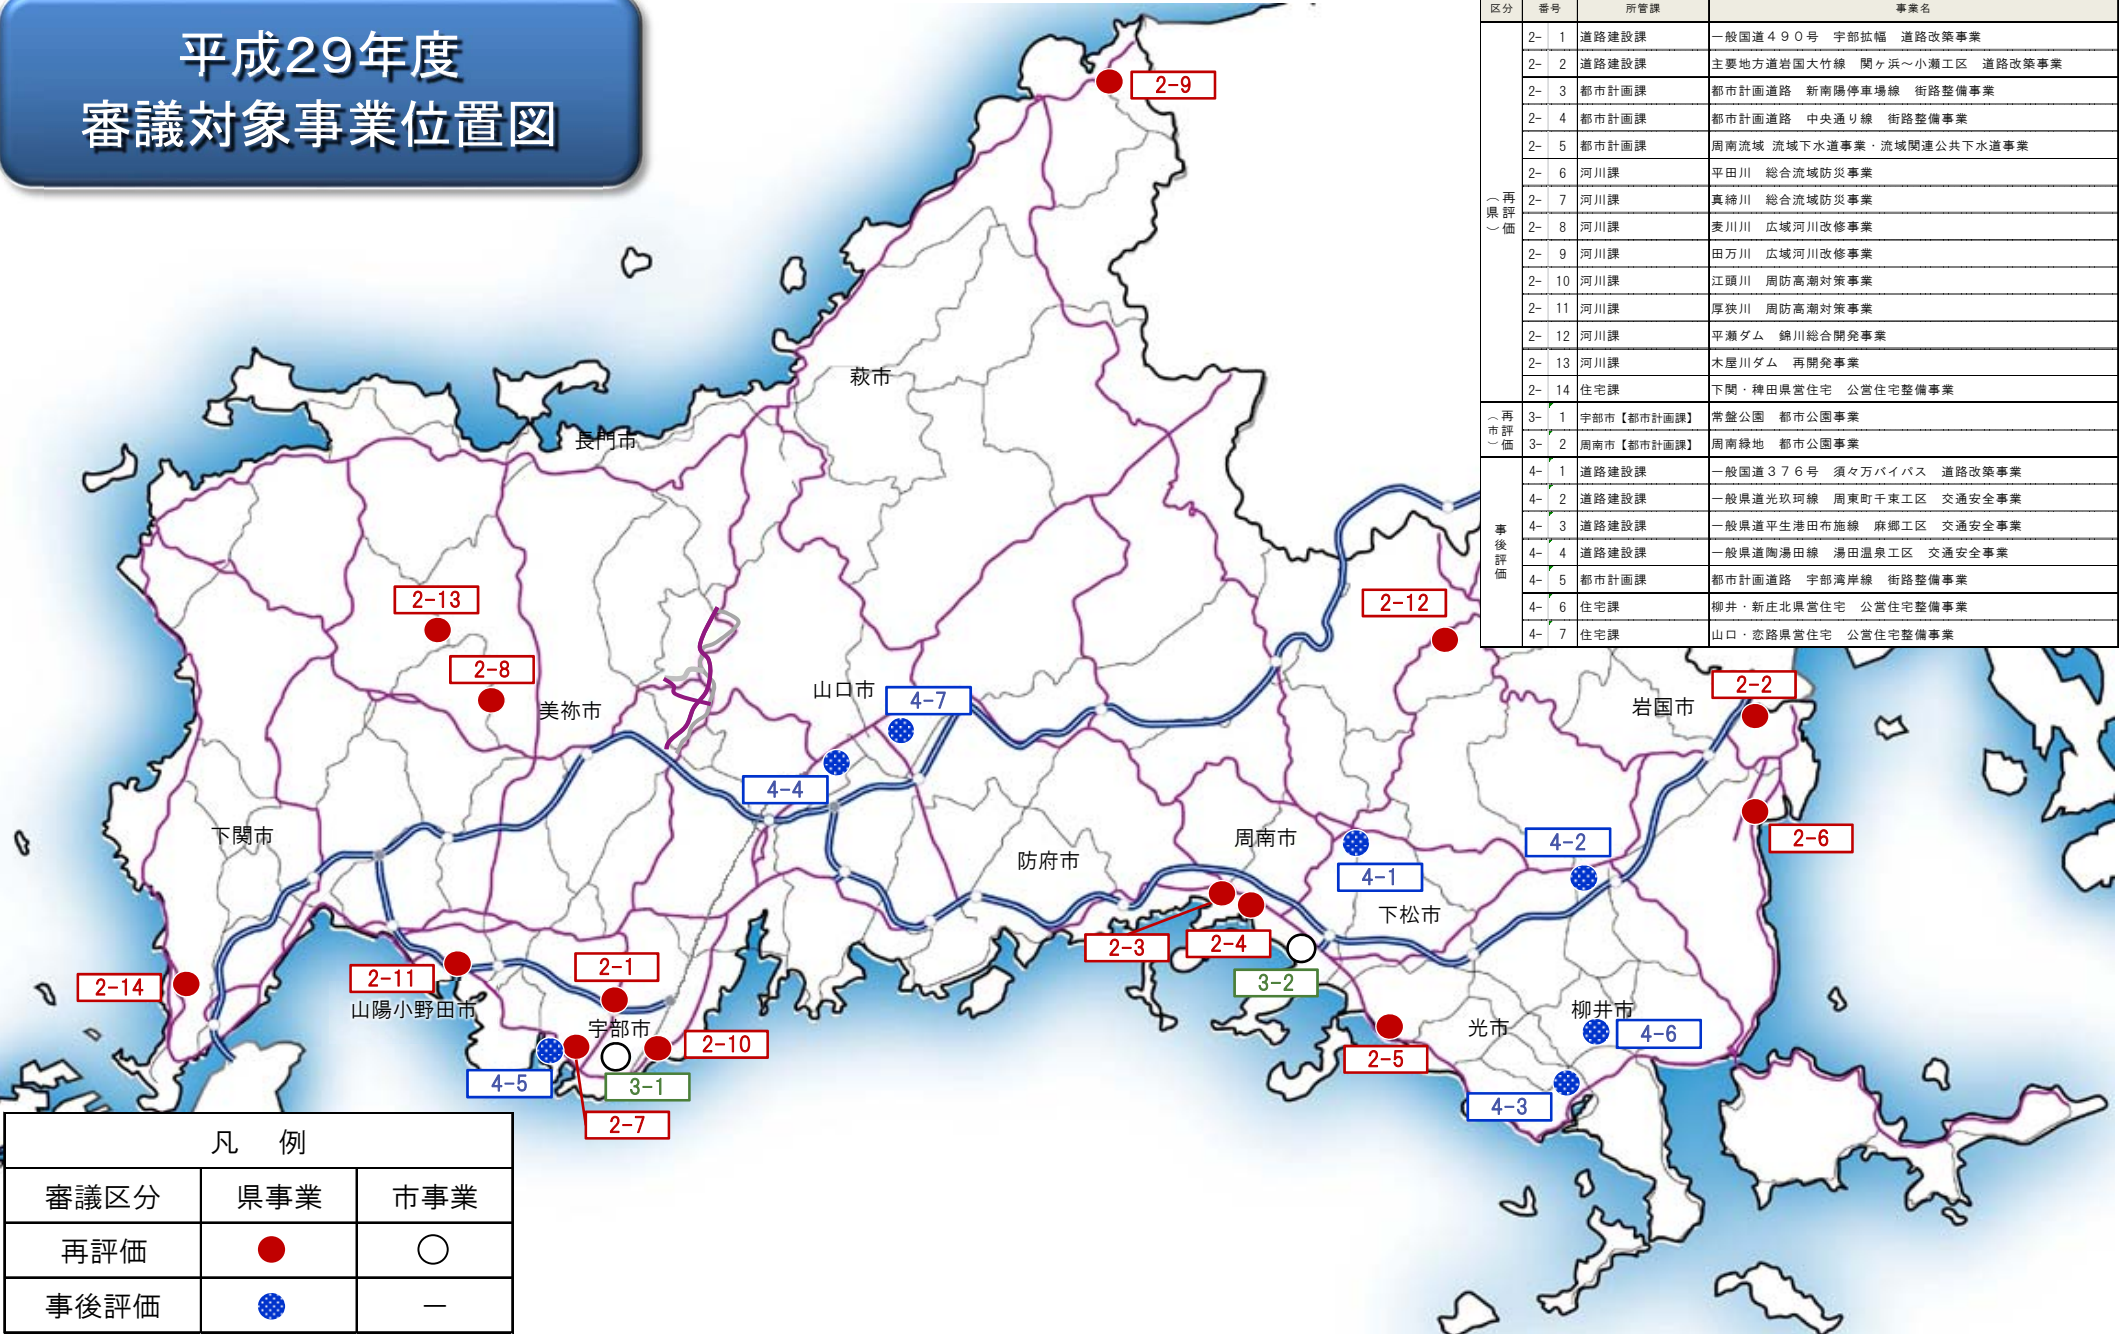 平成29年度
審議対象事業位置図
区分 番号 所管課 事業名
再評価（県）
2- 1 道路建設課 一般国道４９０号 宇部拡幅 道路改築事業
2- 2 道路建設課 主要地方道岩国大竹線 関ヶ浜～小瀬工区 道路改築事業
2- 3 都市計画課 都市計画道路 新南陽停車場線 街路整備事業
2- 4 都市計画課 都市計画道路 中央通り線 街路整備事業
2- 5 都市計画課 周南流域 流域下水道事業・流域関連公共下水道事業
2- 6 河川課 平田川 総合流域防災事業
2- 7 河川課 真締川 総合流域防災事業
2- 8 河川課 麦川川 広域河川改修事業
2- 9 河川課 田万川 広域河川改修事業
2- 10 河川課 江頭川 周防高潮対策事業
2- 11 河川課 厚狭川 周防高潮対策事業
2- 12 河川課 平瀬ダム 錦川総合開発事業
2- 13 河川課 木屋川ダム 再開発事業
2- 14 住宅課 下関・稗田県営住宅 公営住宅整備事業
再評価（市）
3- 1 宇部市【都市計画課】 常盤公園 都市公園事業
3- 2 周南市【都市計画課】 周南緑地 都市公園事業
事後評価
4- 1 道路建設課 一般国道３７６号 須々万バイパス 道路改築事業
4- 2 道路建設課 一般県道光玖珂線 周東町千束工区 交通安全事業
4- 3 道路建設課 一般県道平生港田布施線 麻郷工区 交通安全事業
4- 4 道路建設課 一般県道陶湯田線 湯田温泉工区 交通安全事業
4- 5 都市計画課 都市計画道路 宇部湾岸線 街路整備事業
4- 6 住宅課 柳井・新庄北県営住宅 公営住宅整備事業
4- 7 住宅課 山口・恋路県営住宅 公営住宅整備事業
2-9
萩市
長門市
2-13
2-12
2-8
美祢市
山口市
4-7
2-2
岩国市
4-4
下関市
防府市
周南市
4-2
2-6
4-1
下松市
2-3
2-4
2-14
2-11
2-1
3-2
山陽小野田市
宇部市
2-10
光市
柳井市
4-6
2-5
4-5
3-1
4-3
2-7
凡 例
審議区分 県事業 市事業
再評価 ● ○
事後評価 ー